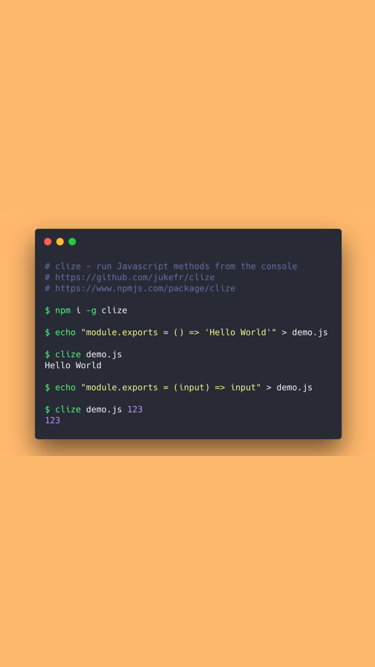 # clize - run Javascript methods from the console
# https://github.com/jukefr/clize
# https://www.npmjs.com/package/clize
$ npm i -g clize
$ echo "module.exports = () => 'Hello World'" > demo.js
$ clize demo.js
Hello World
$ echo "module.exports = (input) => input" > demo.js
$ clize demo.js 123
123